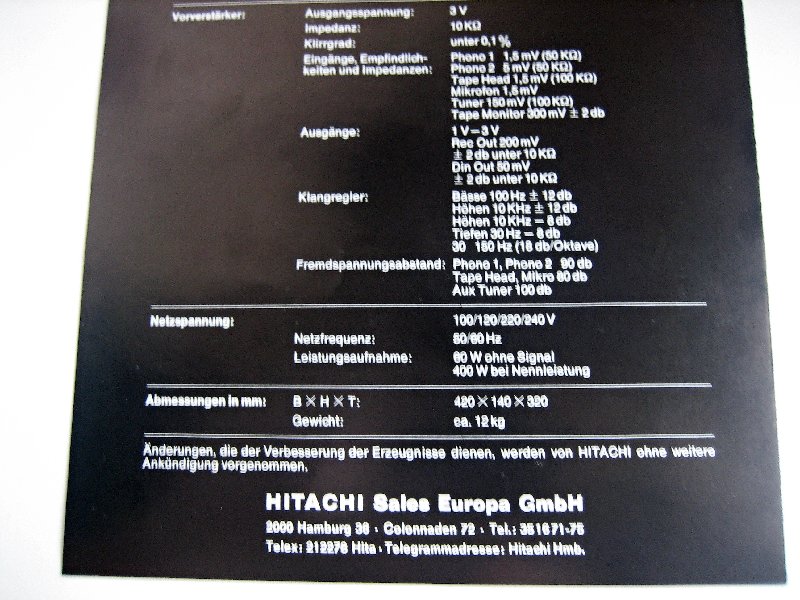 Vorverstärker: Ausgangsspannung: 3 V
Impedanz: 10 KΩ
Klirrgrad: unter 0,1 %
Eingänge, Empfindlich- Phono 1 1,5 mV (50 KΩ)
keiten und Impedanzen: Phono 2 5 mV (50 KΩ)
Tape Head 1,5 mV (100 KΩ)
Mikrofon 1,5 mV
Tuner 150 mV (100 KΩ)
Tape Monitor 300 mV ± 2 db
Ausgänge: 1 V – 3 V
Rec Out 200 mV
± 2 db unter 10 KΩ
Din Out 50 mV
± 2 db unter 10 KΩ
Klangregler: Bässe 100 Hz ± 12 db
Höhen 10 KHz ± 12 db
Höhen 10 KHz – 8 db
Tiefen 30 Hz – 8 db
30 150 Hz (18 db/Oktave)
Fremdspannungsabstand: Phono 1, Phono 2 90 db
Tape Head, Mikro 80 db
Aux Tuner 100 db
Netzspannung: 100/120/220/240 V
Netzfrequenz: 50/60 Hz
Leistungsaufnahme: 60 W ohne Signal
400 W bei Nennleistung
Abmessungen in mm: B × H × T: 420 × 140 × 320
Gewicht: ca. 12 kg
Änderungen, die der Verbesserung der Erzeugnisse dienen, werden von HITACHI ohne weitere
Ankündigung vorgenommen.
HITACHI Sales Europa GmbH
2000 Hamburg 36 · Colonnaden 72 · Tel.: 35 16 71-75
Telex: 212278 Hita · Telegrammadresse: Hitachi Hmb.